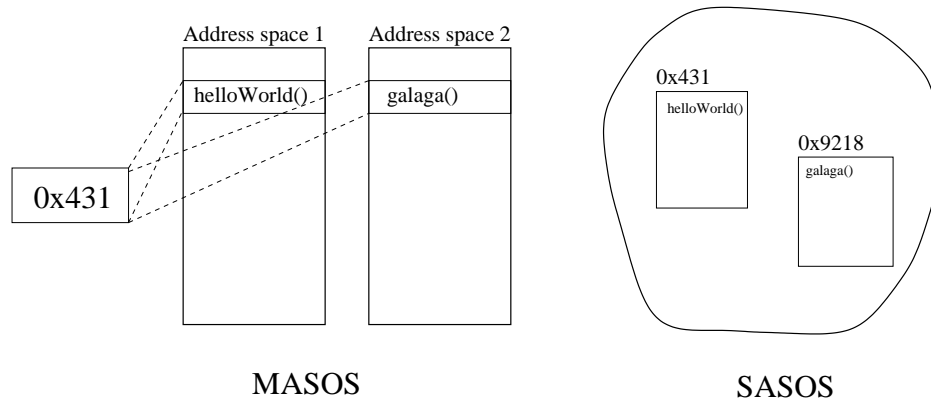 Address space 1
Address space 2
helloWorld()
galaga()
0x431
MASOS
0x431
helloWorld()
0x9218
galaga()
SASOS